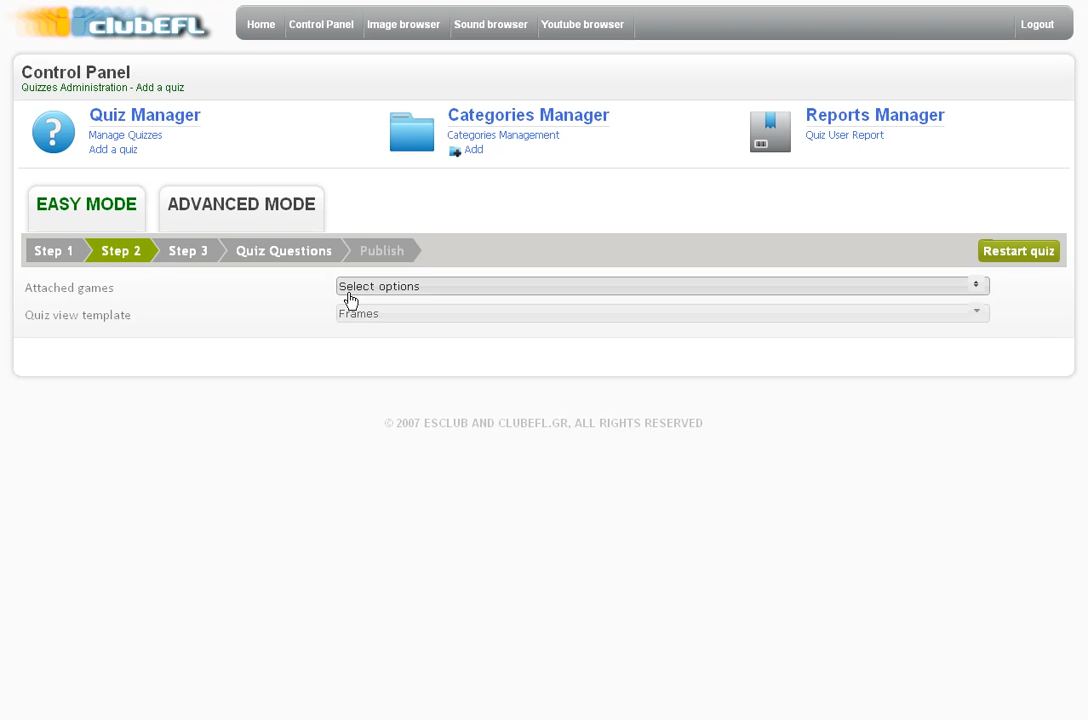 clubEFL
Home Control Panel Image browser Sound browser Youtube browser Logout
Control Panel
Quizzes Administration - Add a quiz
Quiz Manager
Manage Quizzes
Add a quiz
Categories Manager
Categories Management
Add
Reports Manager
Quiz User Report
EASY MODE ADVANCED MODE
Step 1 Step 2 Step 3 Quiz Questions Publish Restart quiz
Attached games Select options
Quiz view template Frames
© 2007 ESCLUB AND CLUBEFL.GR, ALL RIGHTS RESERVED